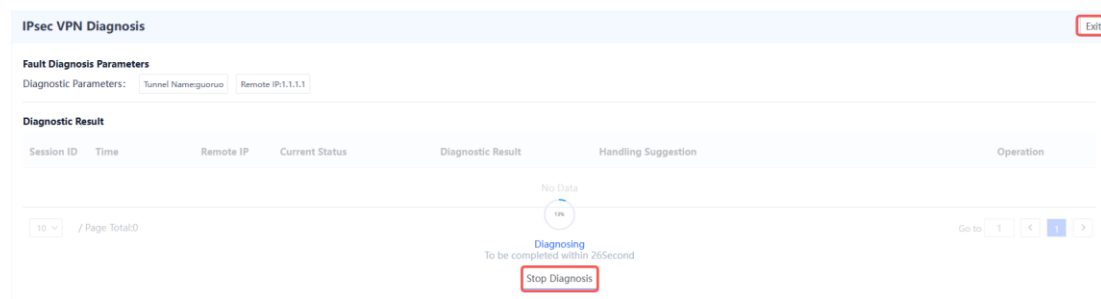 IPsec VPN Diagnosis
Exit
Fault Diagnosis Parameters
Diagnostic Parameters: Tunnel Name:guoruo Remote IP:1.1.1.1
Diagnostic Result
Session ID Time Remote IP Current Status Diagnostic Result Handling Suggestion Operation
No Data
10 / Page Total:0 Go to 1 < 1 >
Diagnosing
To be completed within 26Second
Stop Diagnosis